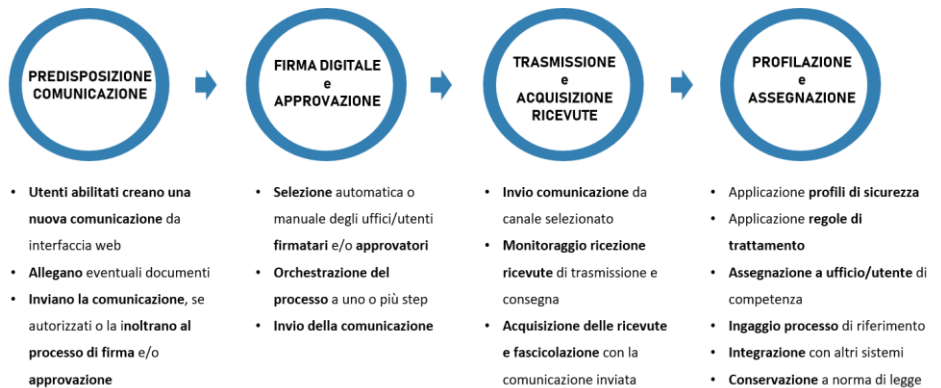 PREDISPOSIZIONE
COMUNICAZIONE
FIRMA DIGITALE
e
APPROVAZIONE
TRASMISSIONE
e
ACQUISIZIONE
RICEVUTE
PROFILAZIONE
e
ASSEGNAZIONE
• Utenti abilitati creano una
nuova comunicazione da
interfaccia web
• Allegano eventuali documenti
• Inviano la comunicazione, se
autorizzati o la inoltrano al
processo di firma e/o
approvazione
• Selezione automatica o
manuale degli uffici/utenti
firmatari e/o approvatori
• Orchestrazione del
processo a uno o più step
• Invio della comunicazione
• Invio comunicazione da
canale selezionato
• Monitoraggio ricezione
ricevute di trasmissione e
consegna
• Acquisizione delle ricevute
e fascicolazione con la
comunicazione inviata
• Applicazione profili di sicurezza
• Applicazione regole di
trattamento
• Assegnazione a ufficio/utente di
competenza
• Ingaggio processo di riferimento
• Integrazione con altri sistemi
• Conservazione a norma di legge